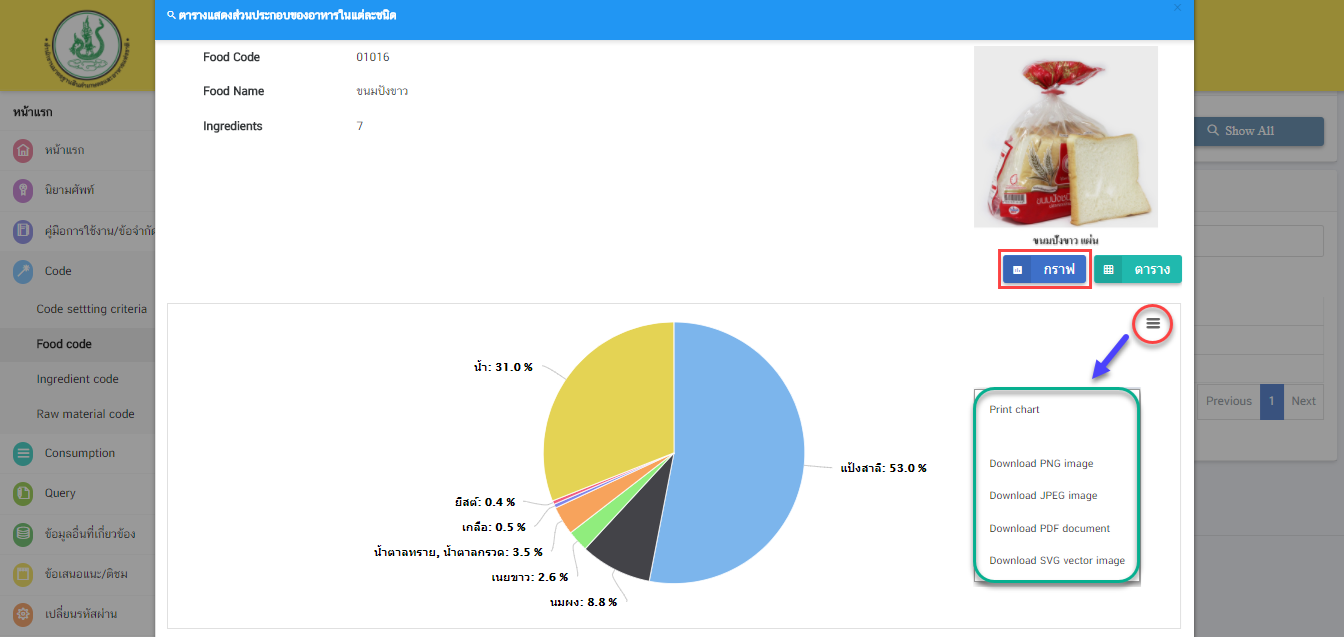 ตารางแสดงส่วนประกอบของอาหารในแต่ละชนิด
×
Food Code 01016
Food Name ขนมปังขาว
Ingredients 7
ขนมปังขาว แผ่น
กราฟ ตาราง
หน้าแรก
หน้าแรก
นิยามศัพท์
คู่มือการใช้งาน/ข้อจำกัด
Code
Code settting criteria
Food code
Ingredient code
Raw material code
Consumption
Query
ข้อมูลอื่นที่เกี่ยวข้อง
ข้อเสนอแนะ/ติชม
เปลี่ยนรหัสผ่าน
Show All
Previous 1 Next
น้ำ: 31.0 %
แป้งสาลี: 53.0 %
ยีสต์: 0.4 %
เกลือ: 0.5 %
น้ำตาลทราย, น้ำตาลกรวด: 3.5 %
เนยขาว: 2.6 %
นมผง: 8.8 %
Print chart
Download PNG image
Download JPEG image
Download PDF document
Download SVG vector image